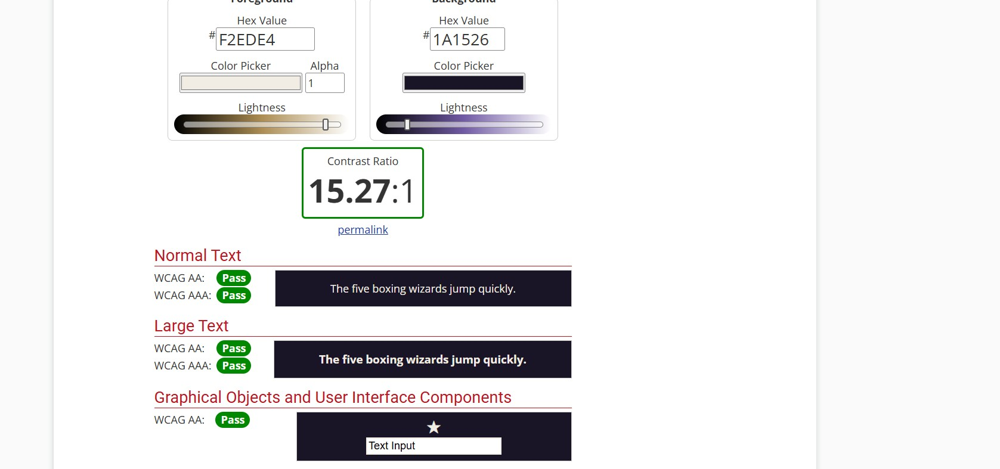 Foreground Background
Hex Value Hex Value
# F2EDE4 # 1A1526
Color Picker Alpha Color Picker
1
Lightness Lightness
Contrast Ratio
15.27:1
permalink
Normal Text
WCAG AA: Pass
WCAG AAA: Pass
The five boxing wizards jump quickly.
Large Text
WCAG AA: Pass
WCAG AAA: Pass
The five boxing wizards jump quickly.
Graphical Objects and User Interface Components
WCAG AA: Pass
Text Input